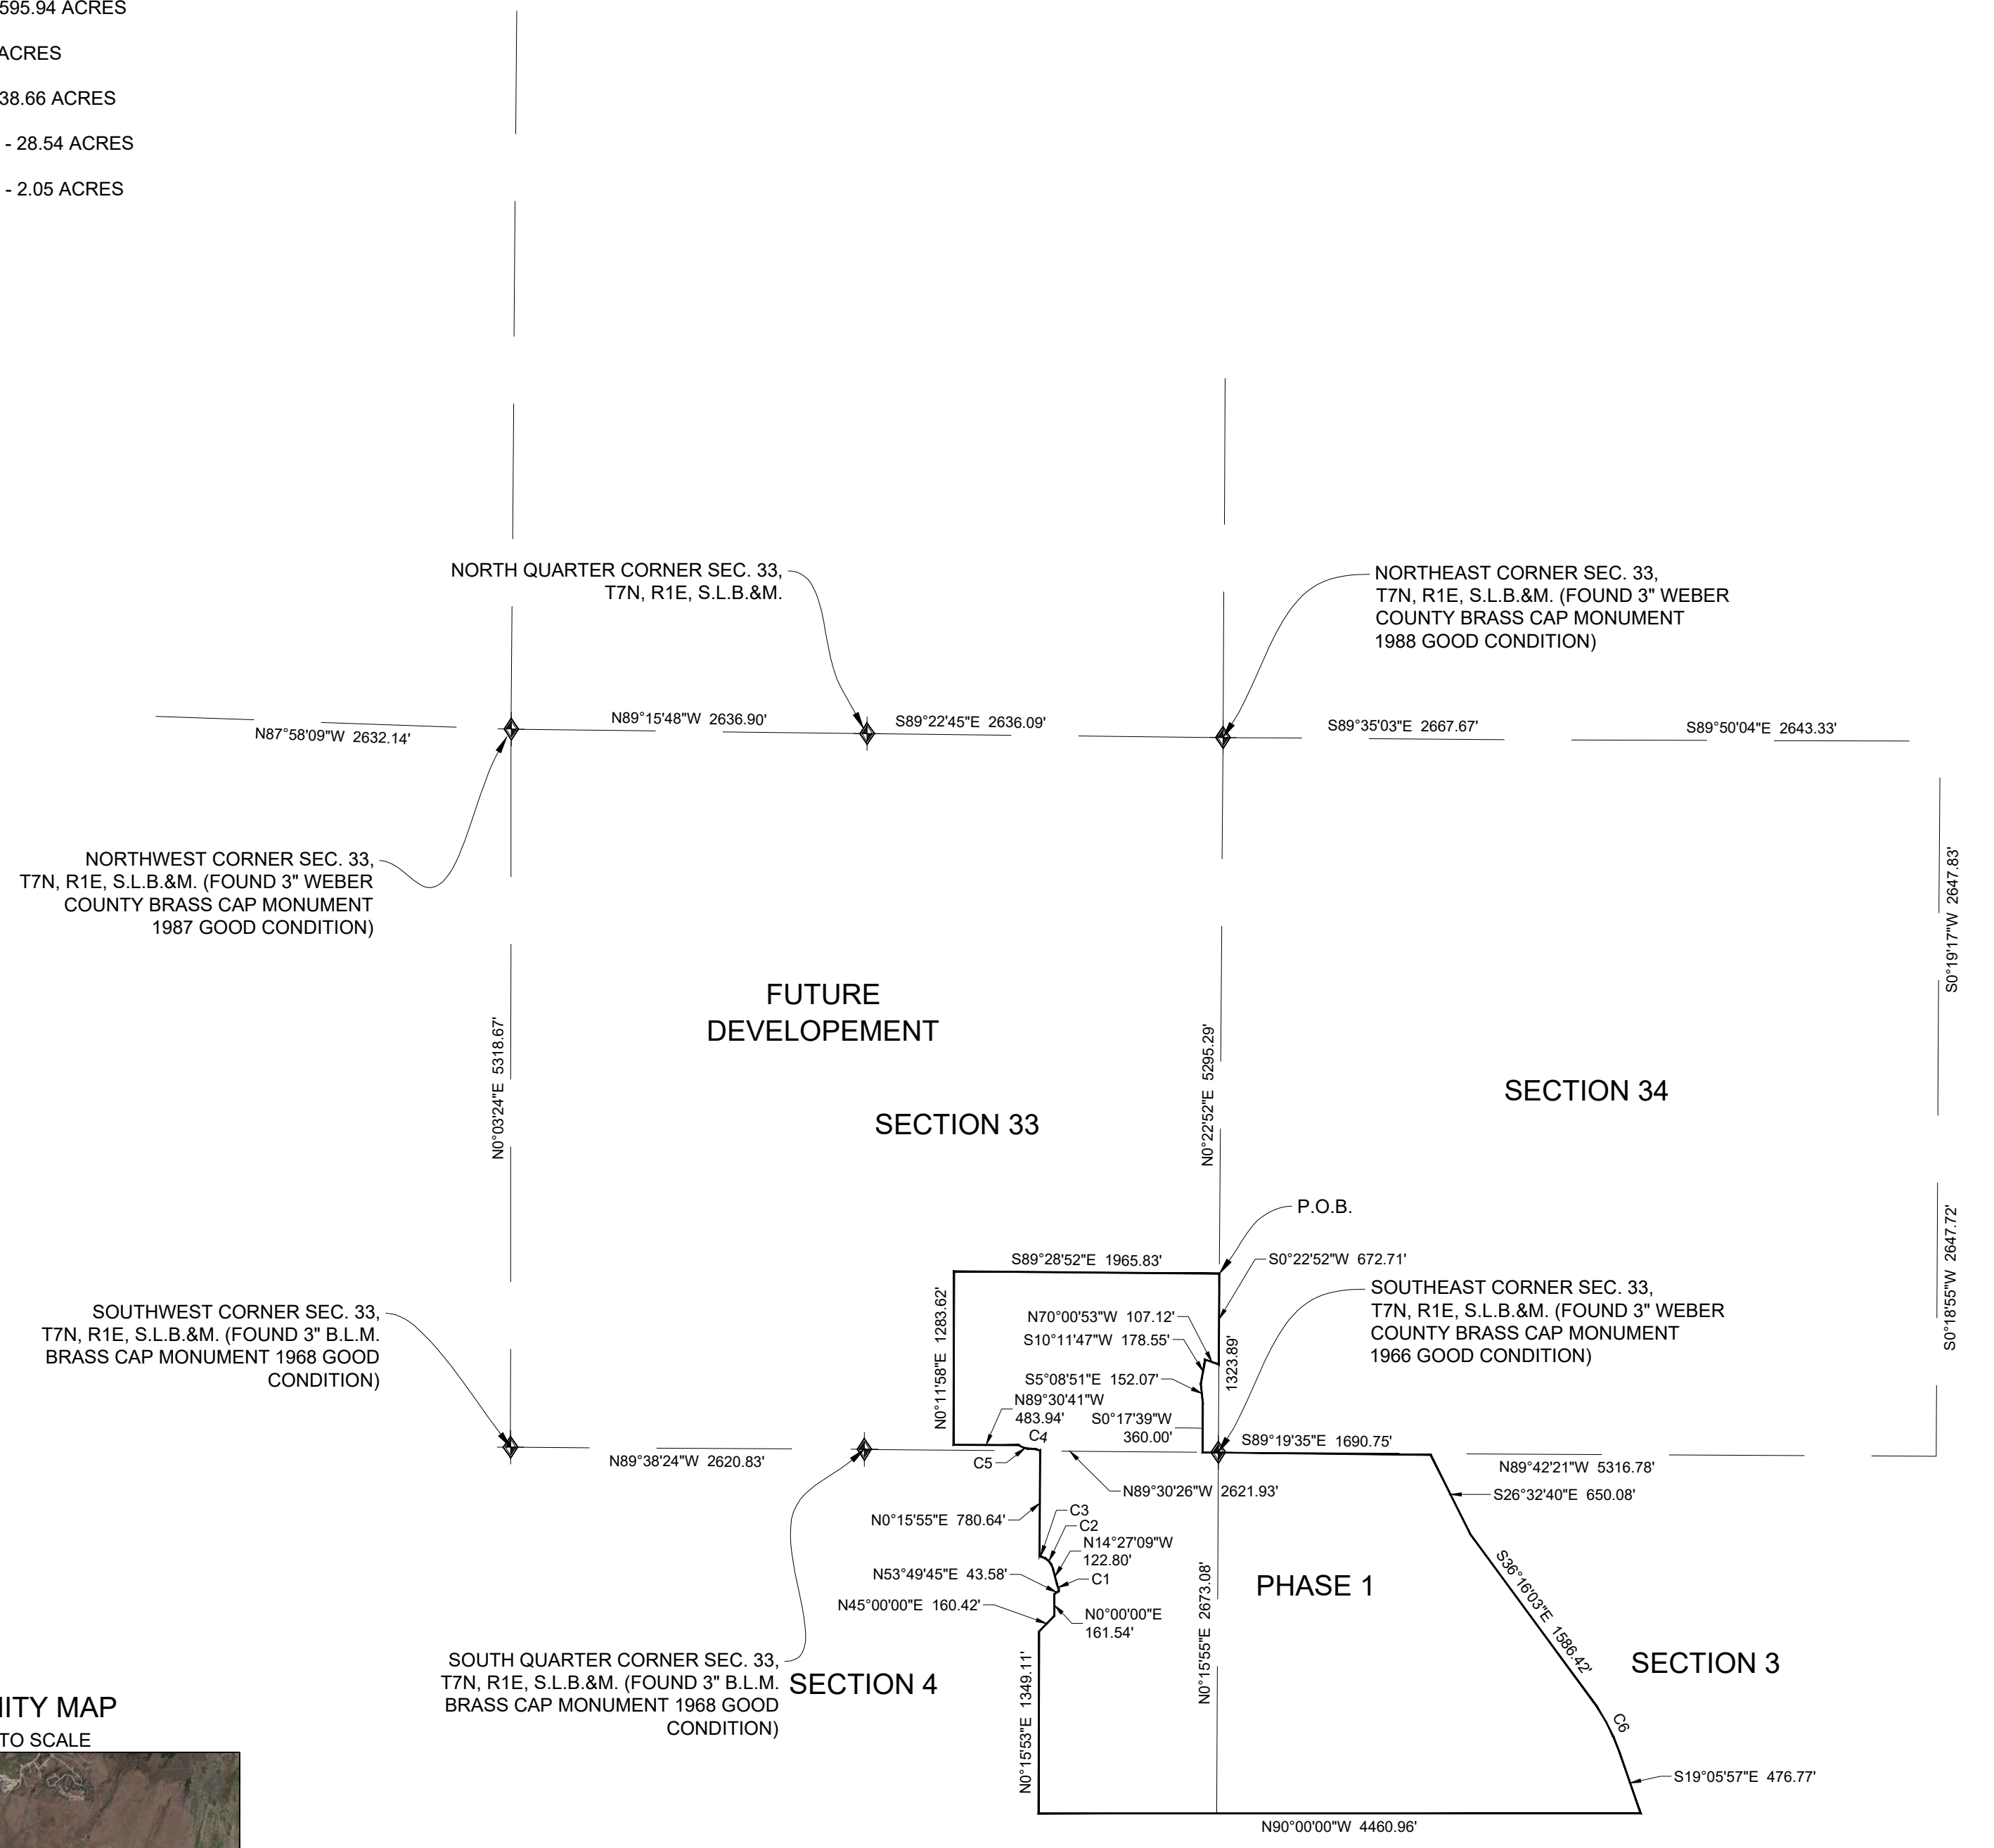 595.94 ACRES
ACRES
38.66 ACRES
- 28.54 ACRES
- 2.05 ACRES
NORTH QUARTER CORNER SEC. 33,
T7N, R1E, S.L.B.&M.
NORTHEAST CORNER SEC. 33,
T7N, R1E, S.L.B.&M. (FOUND 3" WEBER
COUNTY BRASS CAP MONUMENT
1988 GOOD CONDITION)
N87°58'09"W 2632.14'
N89°15'48"W 2636.90'
S89°22'45"E 2636.09'
S89°35'03"E 2667.67'
S89°50'04"E 2643.33'
NORTHWEST CORNER SEC. 33,
T7N, R1E, S.L.B.&M. (FOUND 3" WEBER
COUNTY BRASS CAP MONUMENT
1987 GOOD CONDITION)
S0°19'17"W 2647.83'
FUTURE
DEVELOPEMENT
N0°03'24"E 5318.67'
N0°22'52"E 5295.29'
SECTION 33
SECTION 34
P.O.B.
S89°28'52"E 1965.83'
S0°22'52"W 672.71'
SOUTHEAST CORNER SEC. 33,
T7N, R1E, S.L.B.&M. (FOUND 3" WEBER
COUNTY BRASS CAP MONUMENT
1966 GOOD CONDITION)
S0°18'55"W 2647.72'
SOUTHWEST CORNER SEC. 33,
T7N, R1E, S.L.B.&M. (FOUND 3" B.L.M.
BRASS CAP MONUMENT 1968 GOOD
CONDITION)
N0°11'58"E 1283.62'
N70°00'53"W 107.12'
S10°11'47"W 178.55'
1323.89'
S5°08'51"E 152.07'
N89°30'41"W
483.94'
S0°17'39"W
360.00'
C4
C5
S89°19'35"E 1690.75'
N89°38'24"W 2620.83'
N89°30'26"W 2621.93'
N89°42'21"W 5316.78'
S26°32'40"E 650.08'
N0°15'55"E 780.64'
C3
C2
N14°27'09"W
122.80'
N53°49'45"E 43.58'
C1
N45°00'00"E 160.42'
N0°00'00"E
161.54'
N0°15'55"E 2673.08'
PHASE 1
S36°16'03"E 1586.42'
SECTION 3
SOUTH QUARTER CORNER SEC. 33,
T7N, R1E, S.L.B.&M. (FOUND 3" B.L.M.
BRASS CAP MONUMENT 1968 GOOD
CONDITION)
SECTION 4
N0°15'53"E 1349.11'
C6
S19°05'57"E 476.77'
N90°00'00"W 4460.96'
NITY MAP
TO SCALE